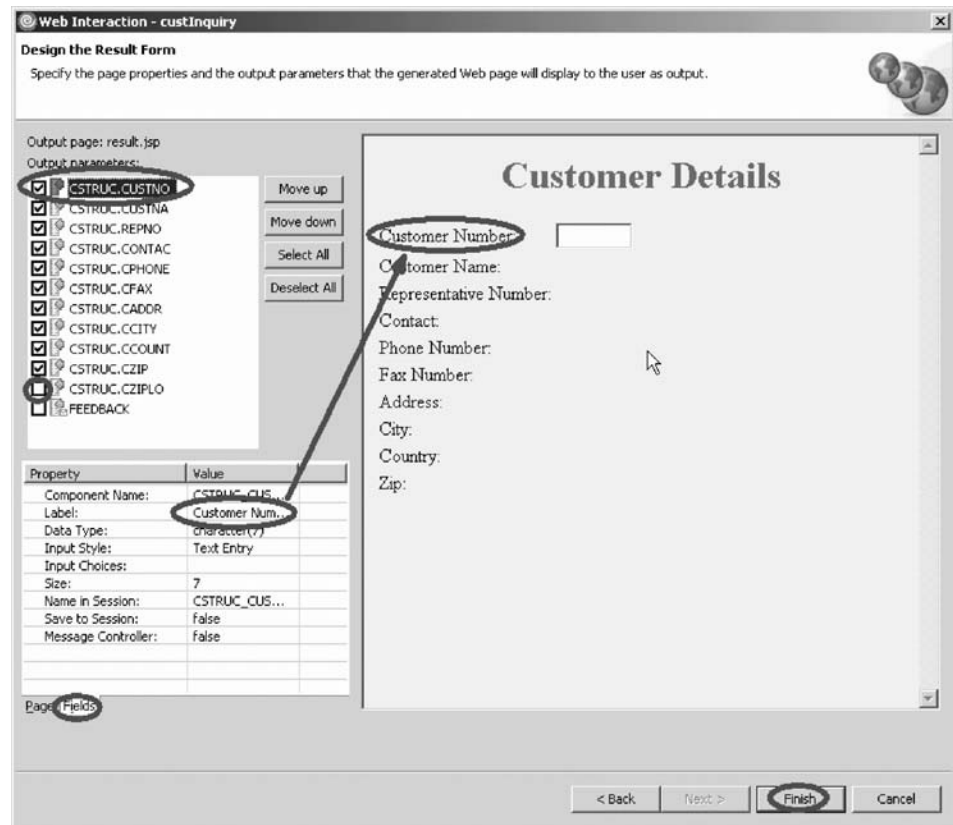 Web Interaction - custInquiry
Design the Result Form
Specify the page properties and the output parameters that the generated Web page will display to the user as output.
Output page: result.jsp
Output parameters:
CSTRUC.CUSTNO
CSTRUC.CUSTNA
CSTRUC.REPNO
CSTRUC.CONTAC
CSTRUC.CPHONE
CSTRUC.CFAX
CSTRUC.CADDR
CSTRUC.CCITY
CSTRUC.CCOUNT
CSTRUC.CZIP
CSTRUC.CZIPLO
FEEDBACK
Move up
Move down
Select All
Deselect All
Property Value
Component Name: CSTRUC_CUS...
Label: Customer Num...
Data Type: character(7)
Input Style: Text Entry
Input Choices:
Size: 7
Name in Session: CSTRUC_CUS...
Save to Session: false
Message Controller: false
Page Fields
Customer Details
Customer Number:
Customer Name:
Representative Number:
Contact:
Phone Number:
Fax Number:
Address:
City:
Country:
Zip:
< Back
Next >
Finish
Cancel